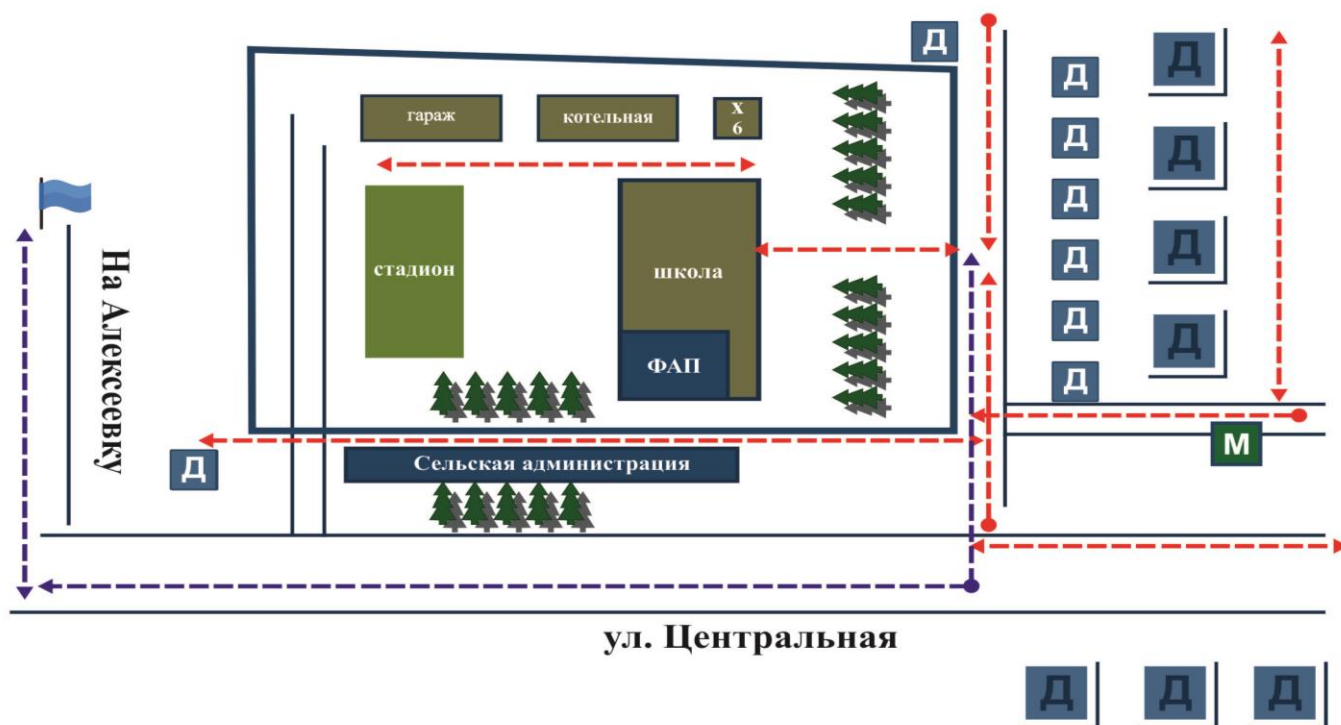 Д
Д
Д
гараж
котельная
х
б
Д
Д
Д
стадион
школа
Д
Д
Д
На Алексеевку
Д
Д
ФАП
Д
М
Д
Сельская администрация
ул. Центральная
Д
Д
Д